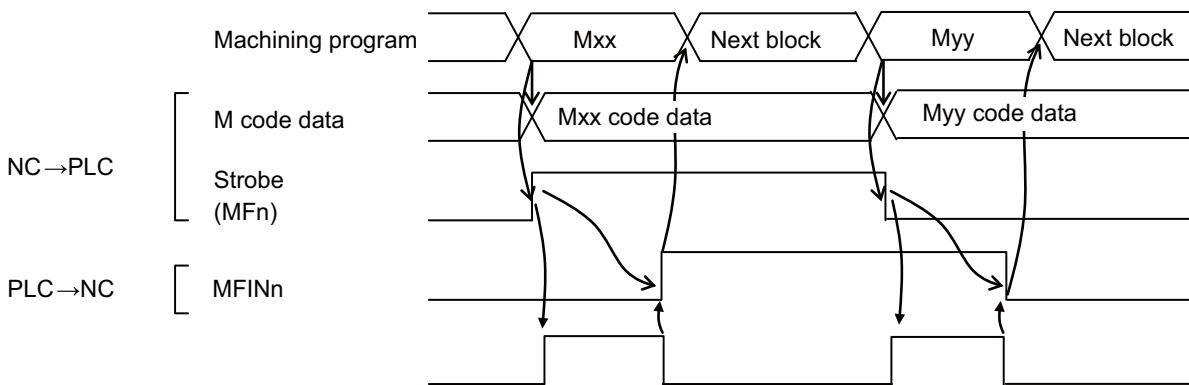 Machining program
Mxx
Next block
Myy
Next block
M code data
Mxx code data
Myy code data
NC→PLC
Strobe
(MFn)
PLC→NC
MFINn